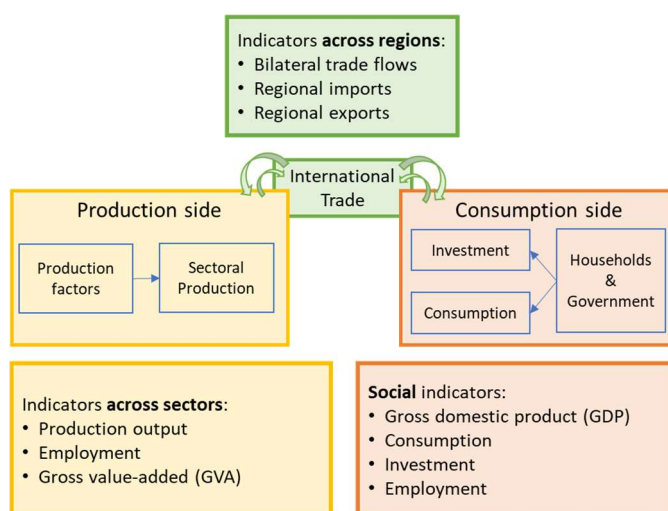 Indicators across regions:
• Bilateral trade flows
• Regional imports
• Regional exports
International
Trade
Production side
Production
factors
Sectoral
Production
Consumption side
Investment
Consumption
Households
&
Government
Indicators across sectors:
• Production output
• Employment
• Gross value-added (GVA)
Social indicators:
• Gross domestic product (GDP)
• Consumption
• Investment
• Employment